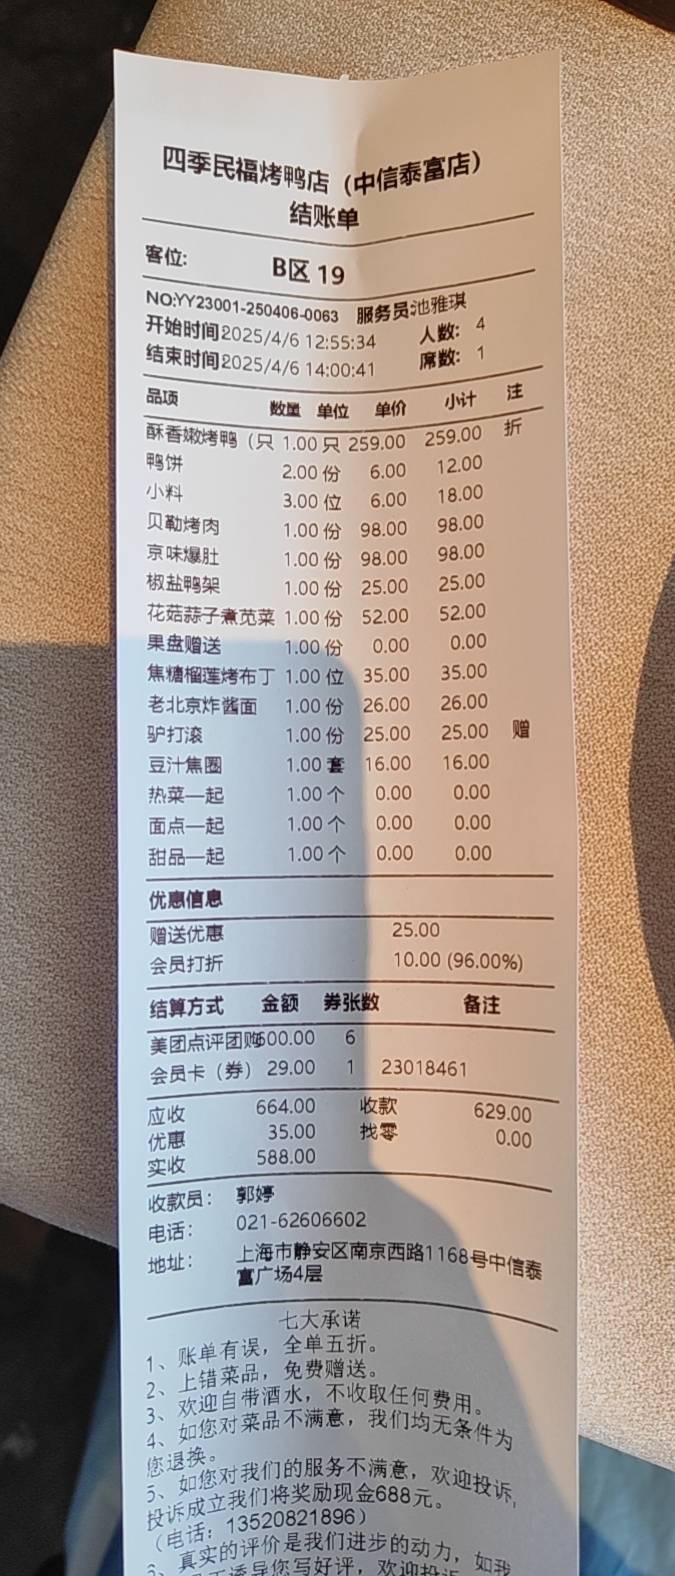 四季民福烤鸭店（中信泰富店）
结账单
客位： B区 19
NO:YY23001-250406-0063 服务员:池雅琪
开始时间2025/4/6 12:55:34 人数： 4
结束时间2025/4/6 14:00:41 席数： 1
品项 数量 单位 单价 小计 注
酥香嫩烤鸭（只 1.00 只 259.00 259.00 折
鸭饼 2.00 份 6.00 12.00
小料 3.00 位 6.00 18.00
贝勒烤肉 1.00 份 98.00 98.00
京味爆肚 1.00 份 98.00 98.00
椒盐鸭架 1.00 份 25.00 25.00
花菇蒜子煮苋菜 1.00 份 52.00 52.00
果盘赠送 1.00 份 0.00 0.00
焦糖榴莲烤布丁 1.00 位 35.00 35.00
老北京炸酱面 1.00 份 26.00 26.00
驴打滚 1.00 份 25.00 25.00 赠
豆汁焦圈 1.00 套 16.00 16.00
热菜—起 1.00 个 0.00 0.00
面点—起 1.00 个 0.00 0.00
甜品—起 1.00 个 0.00 0.00
优惠信息
赠送优惠 25.00
会员打折 10.00 (96.00%)
结算方式 金额 券张数 备注
美团点评团购600.00 6
会员卡（券） 29.00 1 23018461
应收 664.00 收款 629.00
优惠 35.00 找零 0.00
实收 588.00
收款员： 郭婷
电话： 021-62606602
地址： 上海市静安区南京西路1168号中信泰
富广场4层
七大承诺
1、账单有误，全单五折。
2、上错菜品，免费赠送。
3、欢迎自带酒水，不收取任何费用。
4、如您对菜品不满意，我们均无条件为
您退换。
5、如您对我们的服务不满意，欢迎投诉，
投诉成立我们将奖励现金688元。
（电话：13520821896）
6、真实的评价是我们进步的动力，如我
诱导您写好评，欢迎投诉